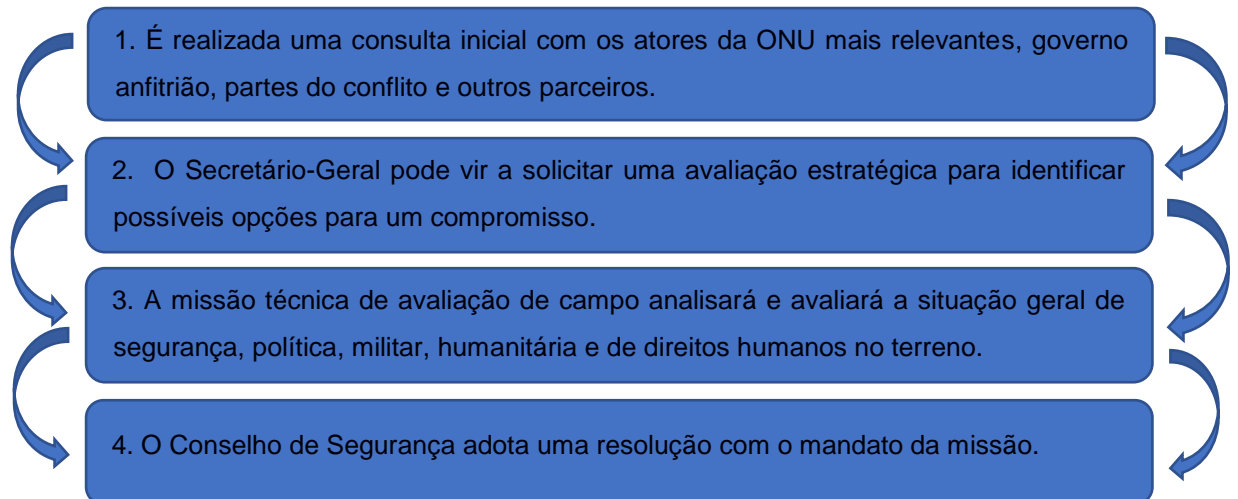 1. É realizada uma consulta inicial com os atores da ONU mais relevantes, governo
anfitrião, partes do conflito e outros parceiros.
2. O Secretário-Geral pode vir a solicitar uma avaliação estratégica para identificar
possíveis opções para um compromisso.
3. A missão técnica de avaliação de campo analisará e avaliará a situação geral de
segurança, política, militar, humanitária e de direitos humanos no terreno.
4. O Conselho de Segurança adota uma resolução com o mandato da missão.